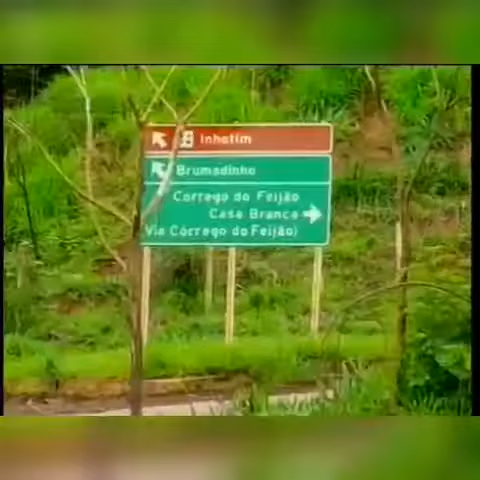 Inhotim
Brumadinho
Córrego do Feijão
Casa Branca
Via Córrego do Feijão)